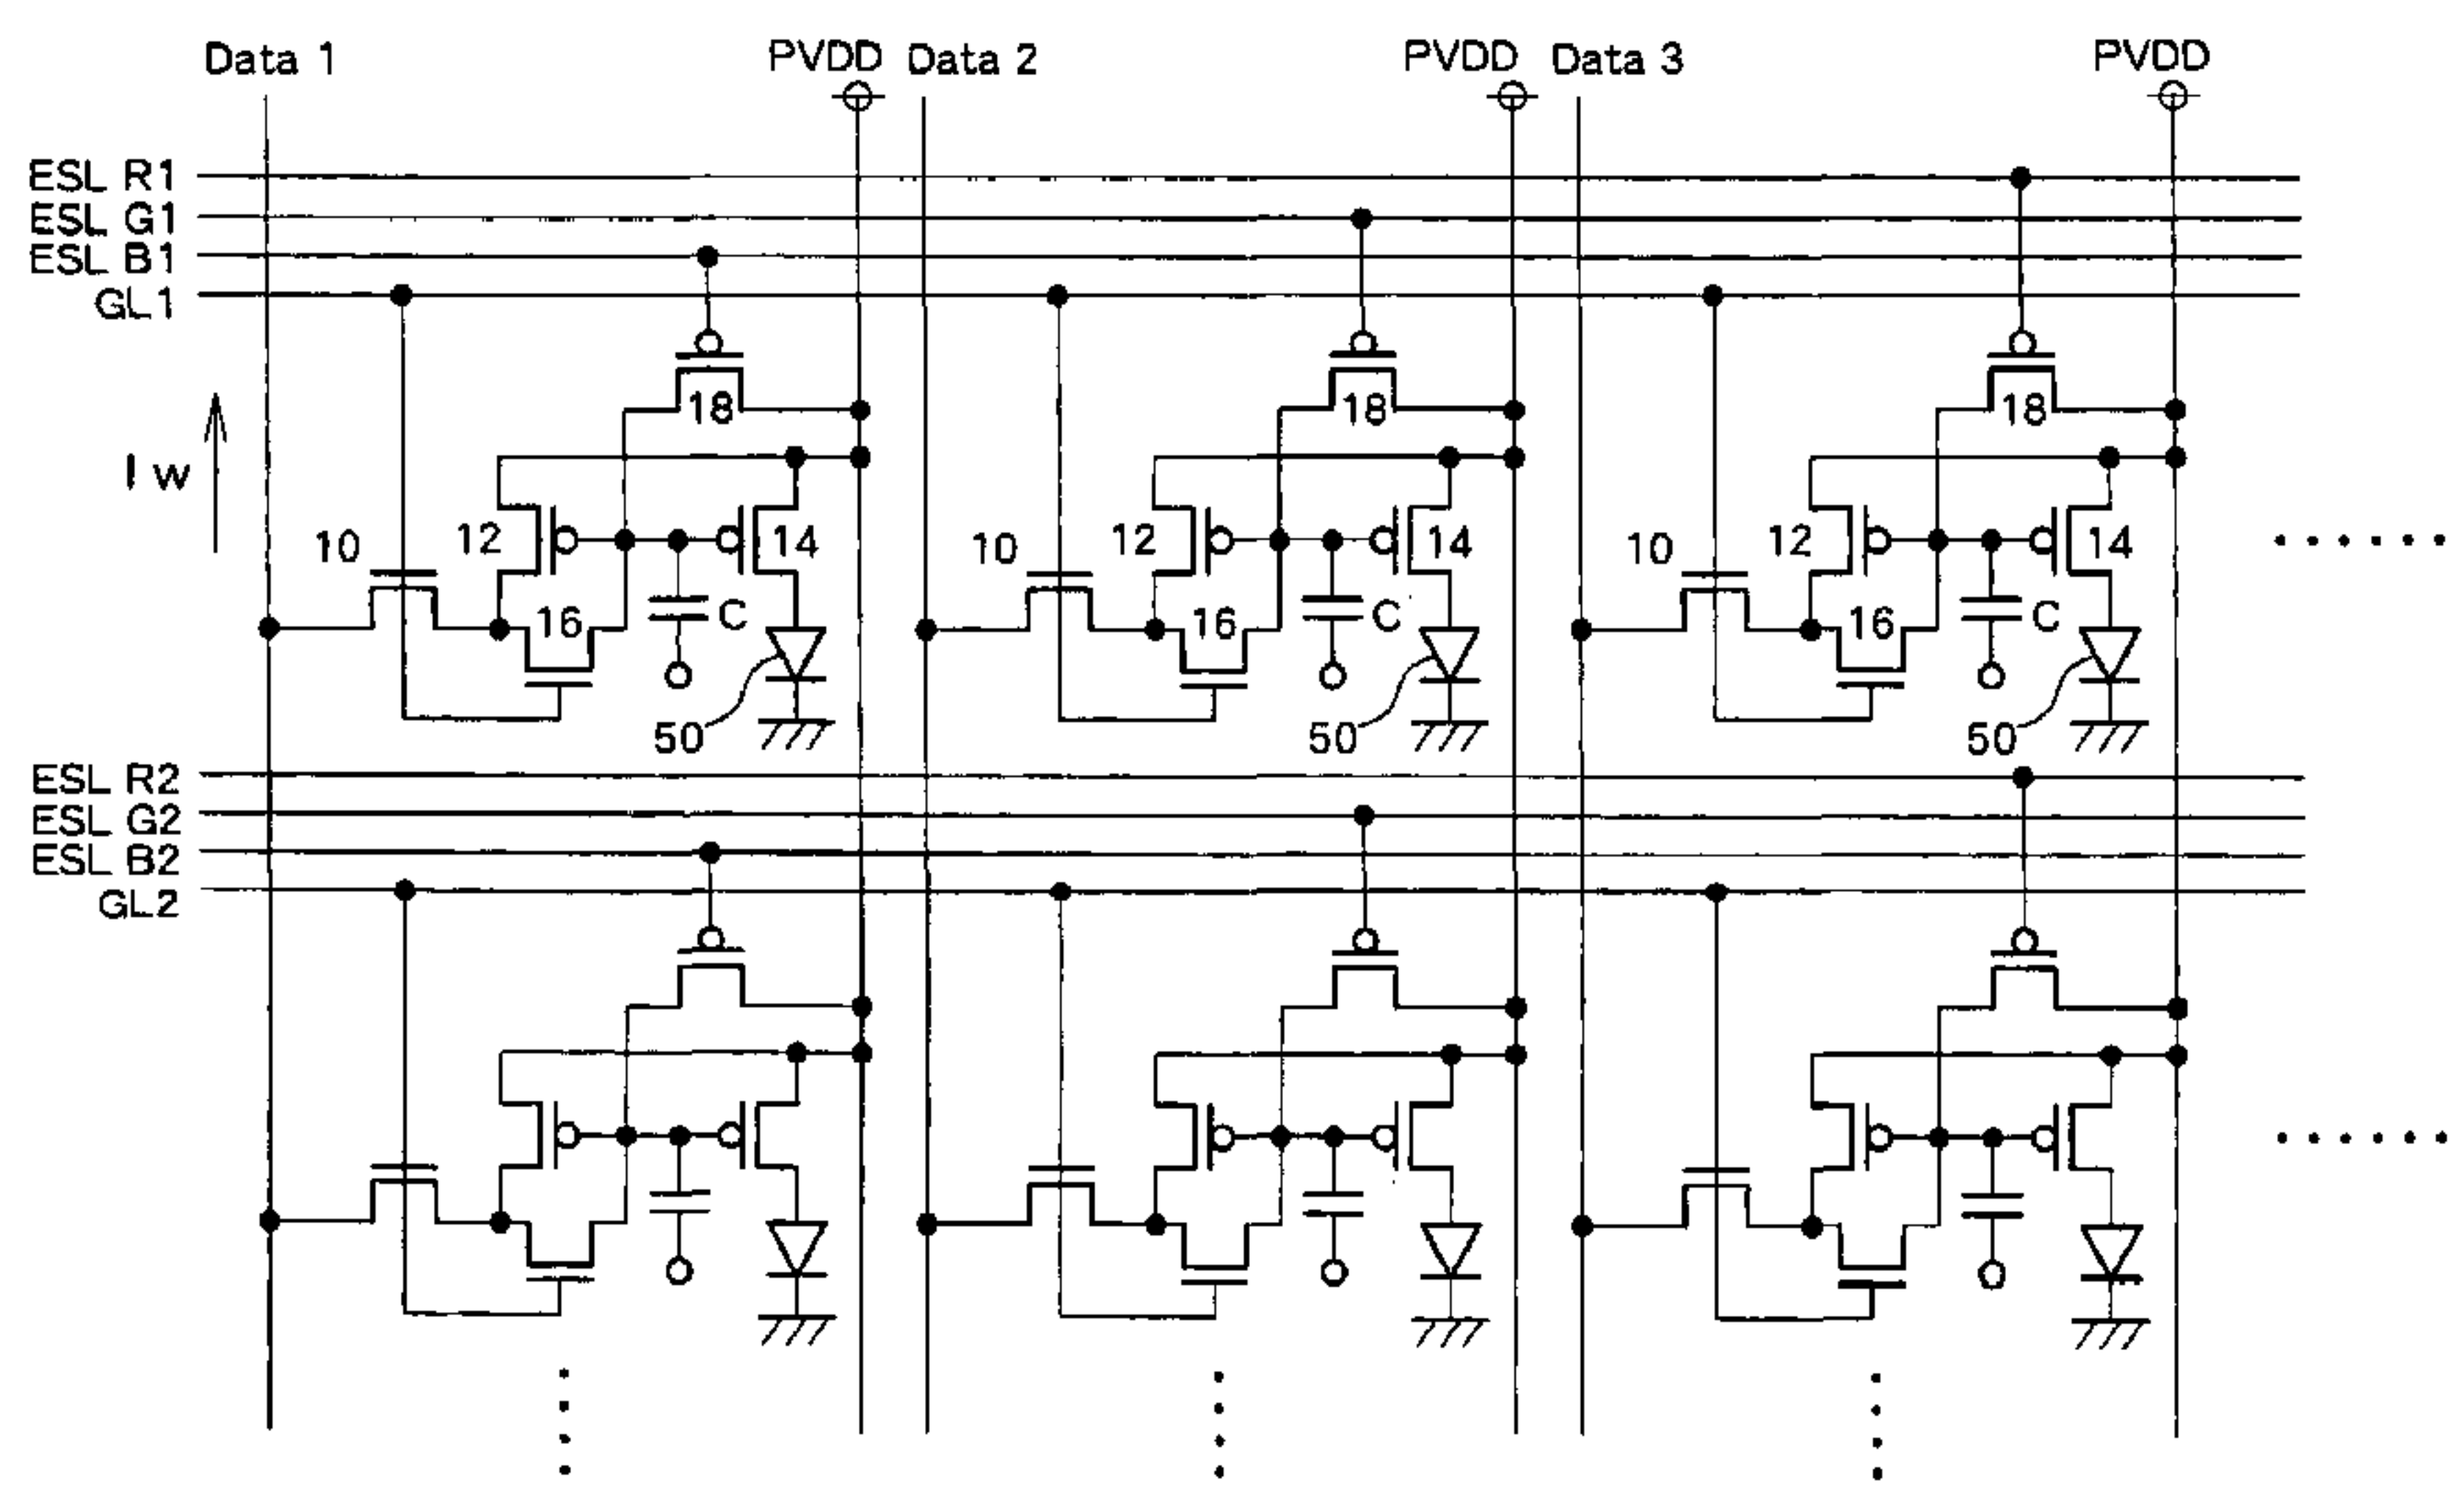 Data 1 PVDD Data 2 PVDD Data 3 PVDD
ESL R1
ESL G1
ESL B1
GL1
18 18 18
I w
10 12 14 10 12 14 10 12 14
16 C 16 C 16 C
50 50 50
ESL R2
ESL G2
ESL B2
GL2